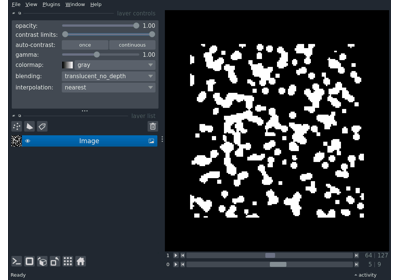 File View Plugins Window Help
layer controls
opacity: 1.00
contrast limits:
auto-contrast: once continuous
gamma: 1.00
colormap: gray
blending: translucent_no_depth
interpolation: nearest
layer list
Image
1 64 | 127
0 5 | 9
Ready activity